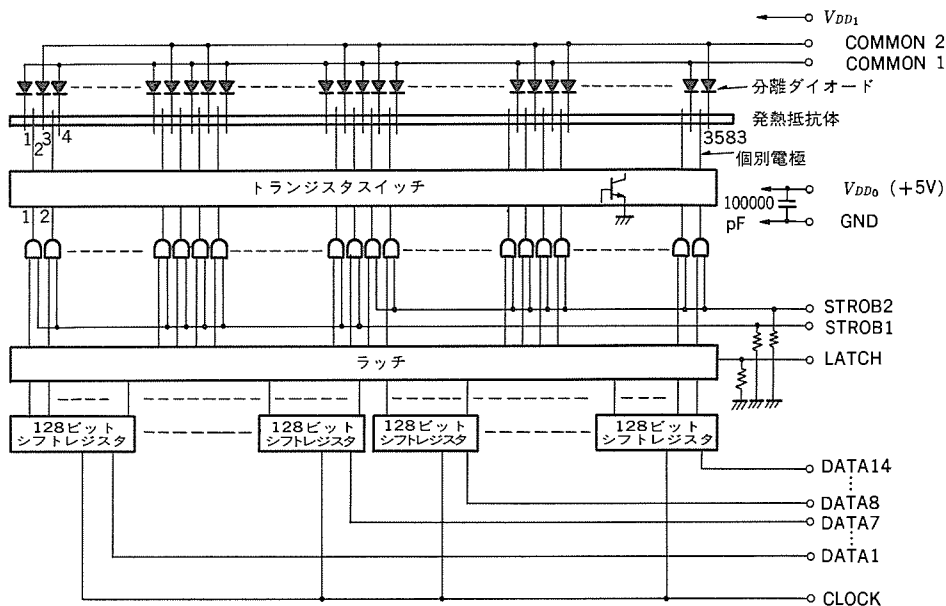 VDD1
COMMON 2
COMMON 1
分離ダイオード
発熱抵抗体
1
2
3
4
3583
個別電極
トランジスタスイッチ
VDD0 (+5V)
100000
pF
GND
1
2
STROB2
STROB1
ラッチ
LATCH
128ビット
シフトレジスタ
128ビット
シフトレジスタ
128ビット
シフトレジスタ
128ビット
シフトレジスタ
DATA14
DATA8
DATA7
DATA1
CLOCK